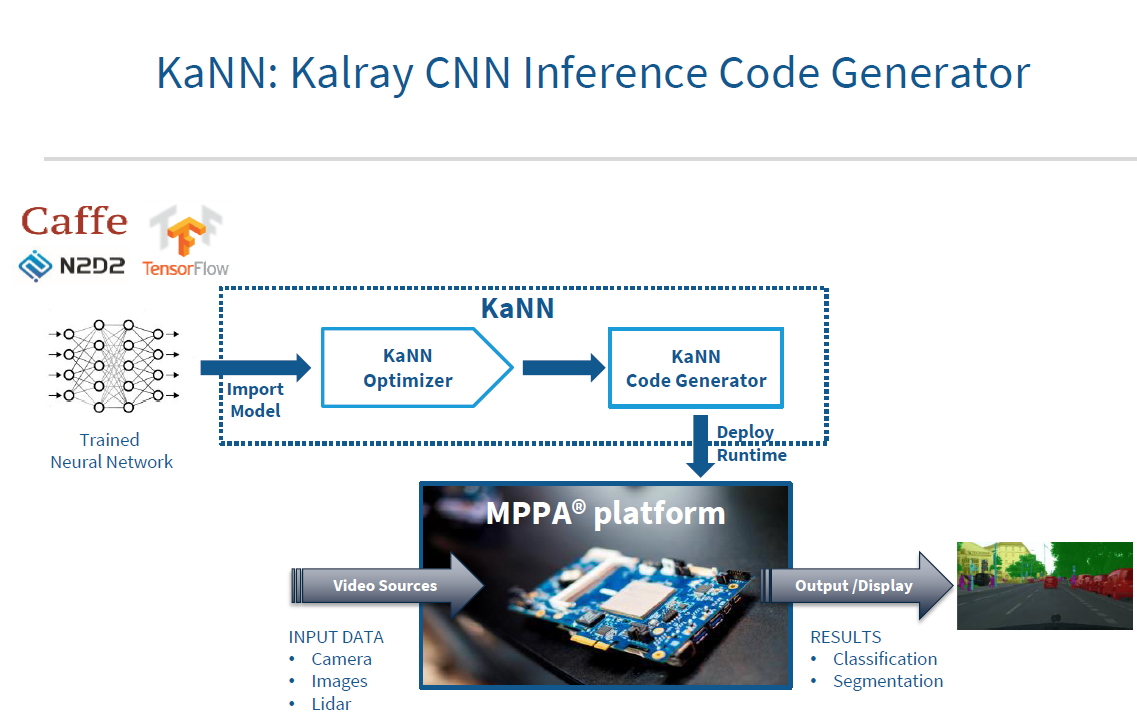 KaNN: Kalray CNN Inference Code Generator
Caffe
N2D2
TensorFlow
KaNN
KaNN
Optimizer
KaNN
Code Generator
Import
Model
Trained
Neural Network
Deploy
Runtime
MPPA® platform
Video Sources
Output /Display
INPUT DATA
• Camera
• Images
• Lidar
RESULTS
• Classification
• Segmentation